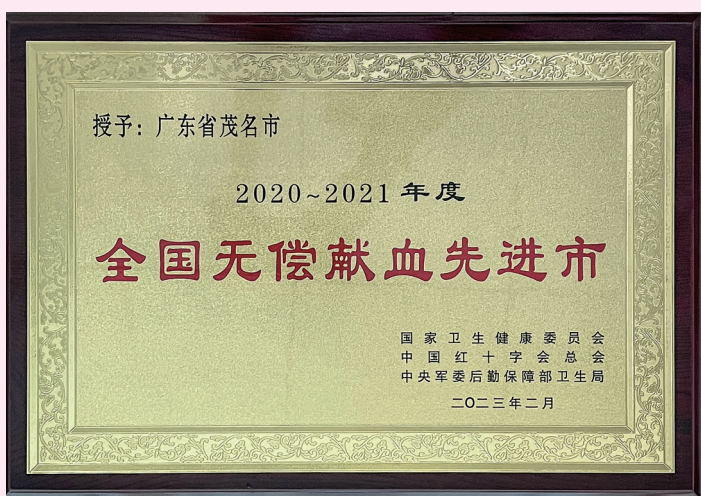 授予：广东省茂名市
2020~2021年度
全国无偿献血先进市
国家卫生健康委员会
中国红十字会总会
中央军委后勤保障部卫生局
二〇二三年二月